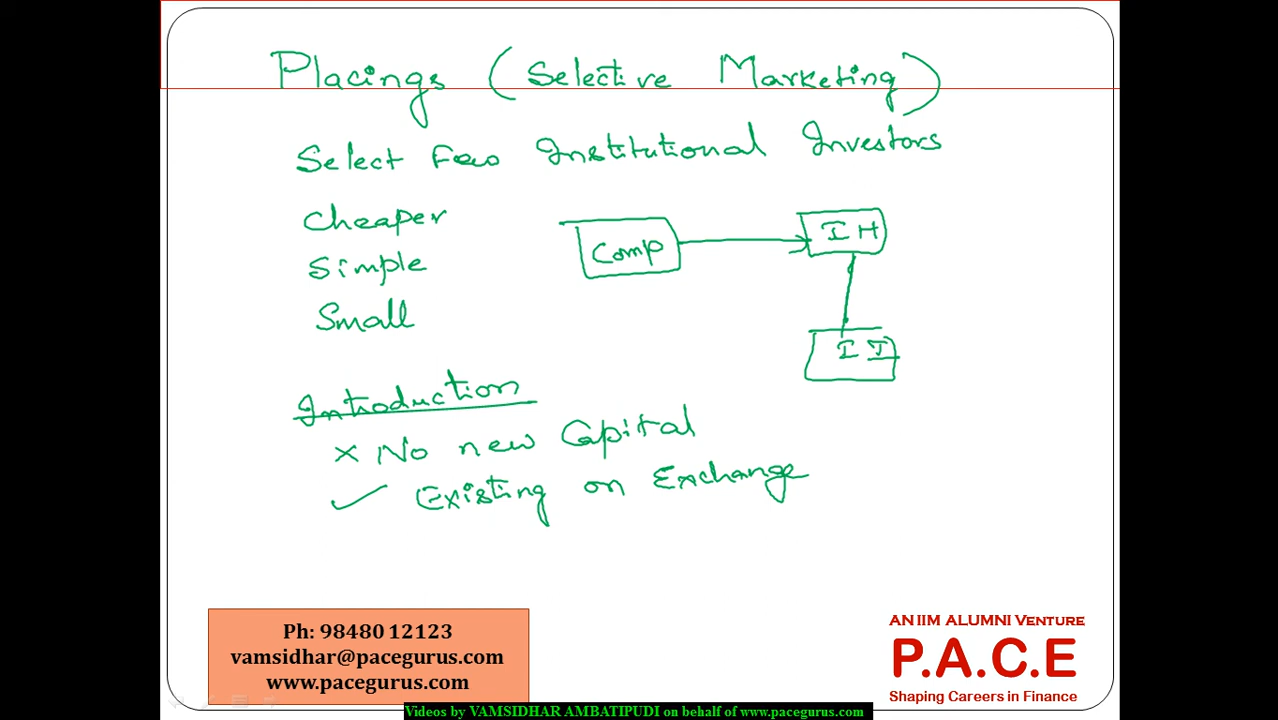 Placings (Selective Marketing)
Select Few Institutional Investors
Cheaper
Simple
Small
Comp
IH
II
Introduction
x No new Capital
✓ Existing on Exchange
Ph: 98480 12123
vamsidhar@pacegurus.com
www.pacegurus.com
AN IIM ALUMNI VENTURE
P.A.C.E
Shaping Careers in Finance
Videos by VAMSIDHAR AMBATIPUDI on behalf of www.pacegurus.com